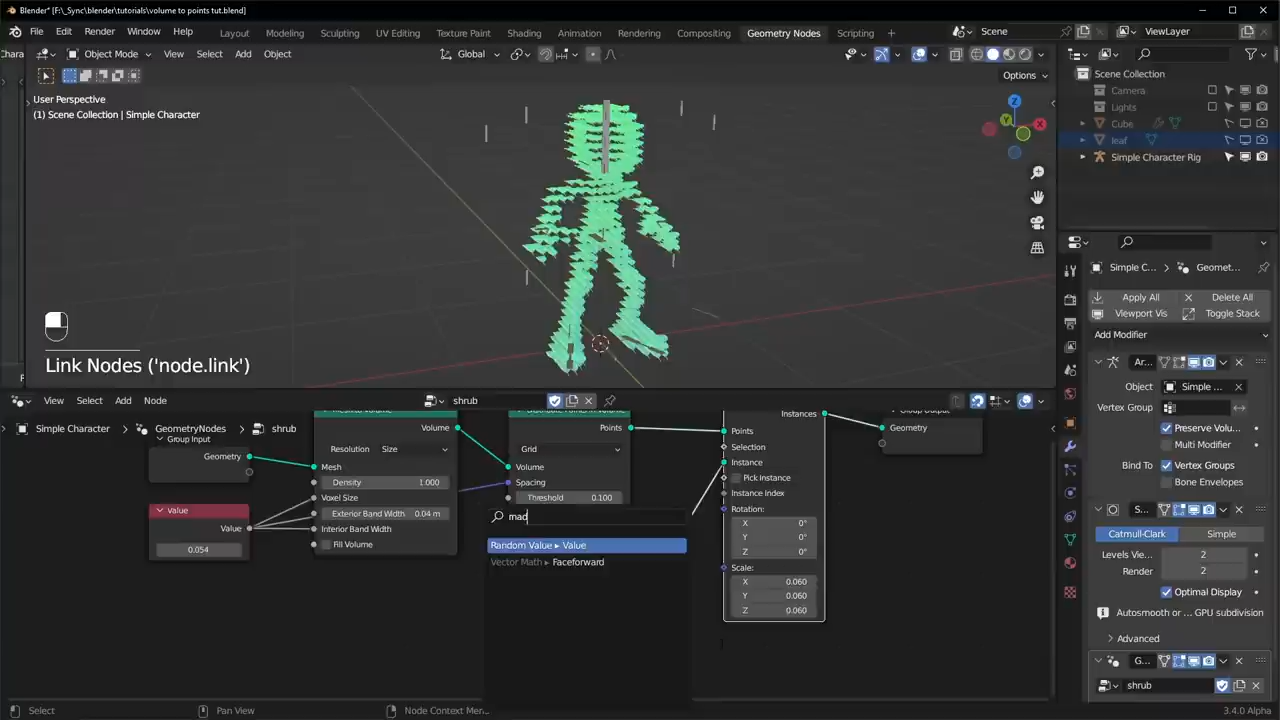 Blender* [F:\_Sync\blender\tutorials\volume to points tut.blend]
File Edit Render Window Help Layout Modeling Sculpting UV Editing Texture Paint Shading Animation Rendering Compositing Geometry Nodes Scripting + Scene ViewLayer
Object Mode View Select Add Object Global
Options
User Perspective
(1) Scene Collection | Simple Character
Z
Y
X
Scene Collection
Camera
Lights
Cube
leaf
Simple Character Rig
Link Nodes ('node.link')
Simple C... Geomet...
Apply All Delete All
Viewport Vis Toggle Stack
Add Modifier
Ar...
Object Simple ...
Vertex Group
Preserve Volu...
Multi Modifier
Bind To Vertex Groups
Bone Envelopes
S...
Catmull-Clark Simple
Levels Vie... 2
Render 2
Optimal Display
Autosmooth or ... GPU subdivision
Advanced
G...
shrub
View Select Add Node shrub
Simple Character GeometryNodes shrub
Group Input
Geometry
Value
Value
0.054
Volume
Resolution Size
Mesh
Density 1.000
Voxel Size
Exterior Band Width 0.04 m
Interior Band Width
Fill Volume
Distribute Points in Volume
Points
Grid
Volume
Spacing
Threshold 0.100
mad
Random Value ▸ Value
Vector Math ▸ Faceforward
Instances
Points
Selection
Instance
Pick Instance
Instance Index
Rotation:
X 0°
Y 0°
Z 0°
Scale:
X 0.060
Y 0.060
Z 0.060
Group Output
Geometry
Select Pan View Node Context Menu 3.4.0 Alpha